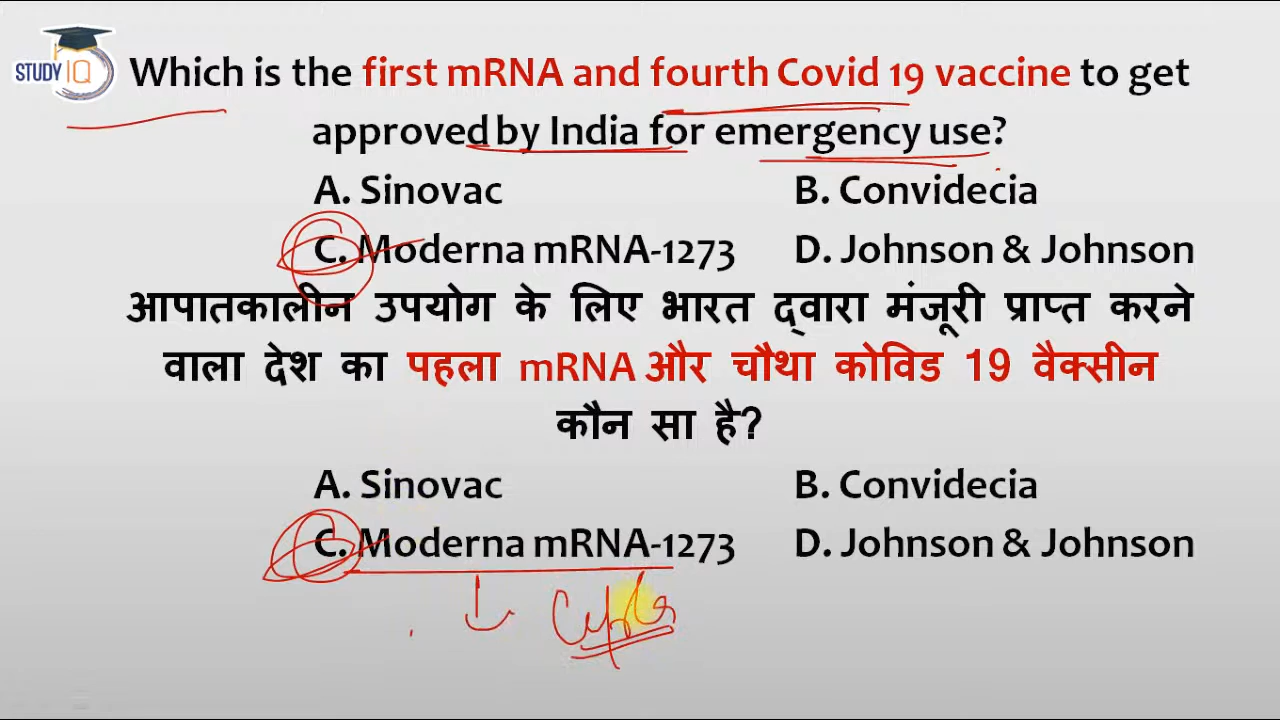 STUDY IQ
Which is the first mRNA and fourth Covid 19 vaccine to get
approved by India for emergency use?
A. Sinovac B. Convidecia
C. Moderna mRNA-1273 D. Johnson & Johnson
आपातकालीन उपयोग के लिए भारत द्वारा मंजूरी प्राप्त करने
वाला देश का पहला mRNA और चौथा कोविड 19 वैक्सीन
कौन सा है?
A. Sinovac B. Convidecia
C. Moderna mRNA-1273 D. Johnson & Johnson
Cipla